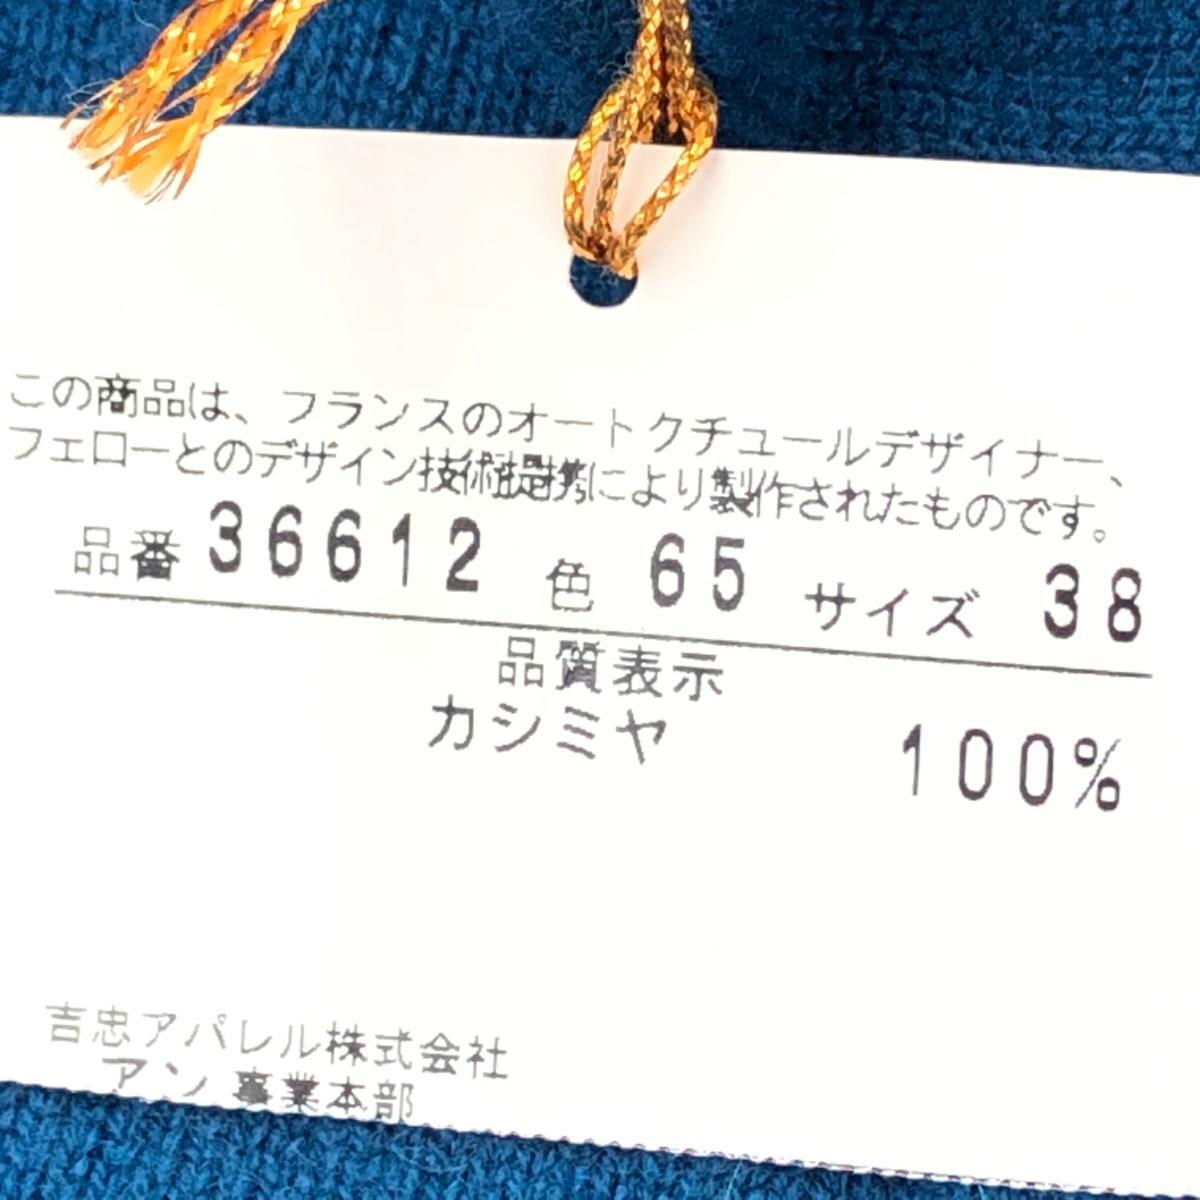 この商品は、フランスのオートクチュールデザイナー、
フェローとのデザイン技術提携により製作されたものです。
品番 36612 色 65 サイズ 38
品質表示
カシミヤ 100%
吉忠アパレル株式会社
アン 事業本部